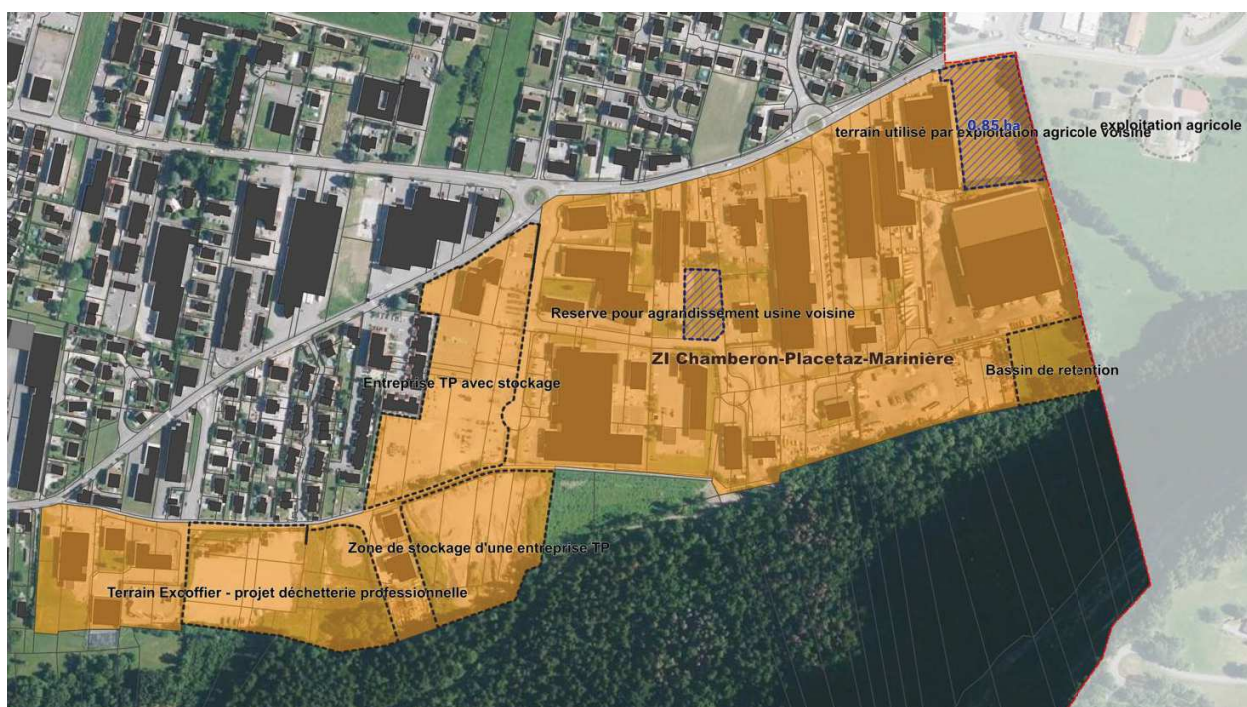 0,85 ha
terrain utilisé par exploitation agricole voisine
exploitation agricole
Reserve pour agrandissement usine voisine
ZI Chamberon-Placetaz-Marinière
Bassin de retention
Entreprise TP avec stockage
Zone de stockage d'une entreprise TP
Terrain Excoffier - projet déchetterie professionnelle